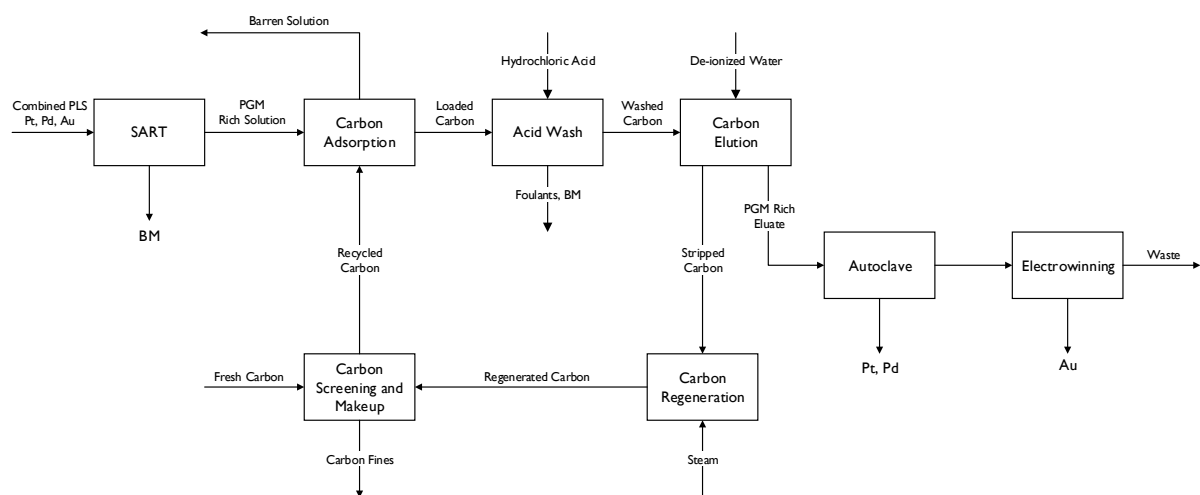 Barren Solution
Hydrochloric Acid
De-ionized Water
Combined PLS
Pt, Pd, Au
SART
PGM
Rich Solution
Carbon
Adsorption
Loaded
Carbon
Acid Wash
Washed
Carbon
Carbon
Elution
BM
Foulants, BM
PGM Rich
Eluate
Recycled
Carbon
Stripped
Carbon
Autoclave
Electrowinning
Waste
Pt, Pd
Au
Fresh Carbon
Carbon
Screening and
Makeup
Regenerated Carbon
Carbon
Regeneration
Carbon Fines
Steam